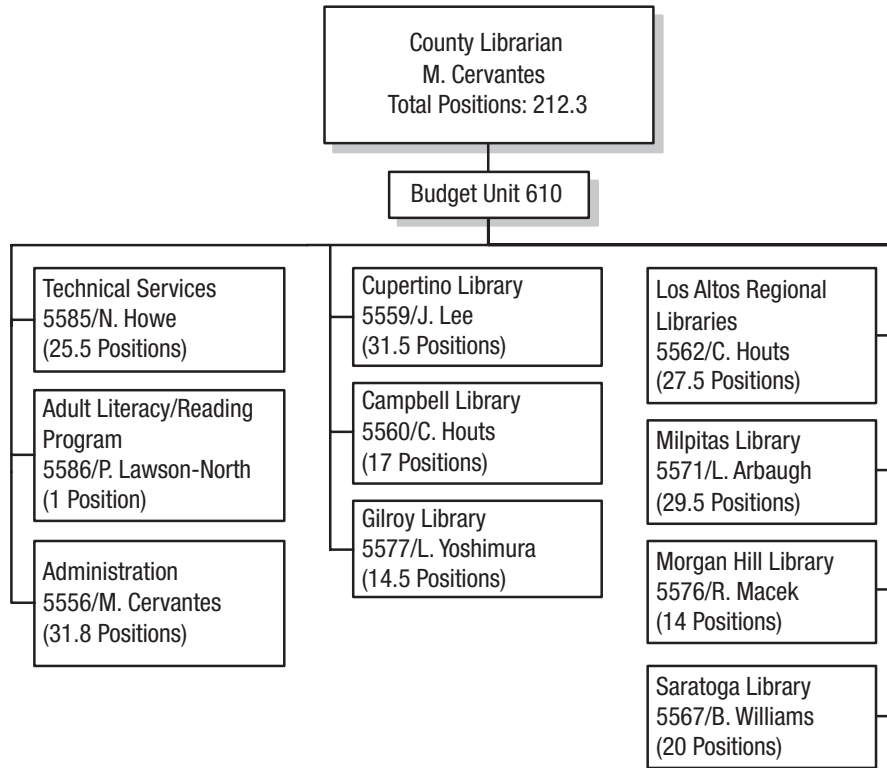 County Librarian
M. Cervantes
Total Positions: 212.3
Budget Unit 610
Technical Services
5585/N. Howe
(25.5 Positions)
Adult Literacy/Reading
Program
5586/P. Lawson-North
(1 Position)
Administration
5556/M. Cervantes
(31.8 Positions)
Cupertino Library
5559/J. Lee
(31.5 Positions)
Campbell Library
5560/C. Houts
(17 Positions)
Gilroy Library
5577/L. Yoshimura
(14.5 Positions)
Los Altos Regional
Libraries
5562/C. Houts
(27.5 Positions)
Milpitas Library
5571/L. Arbaugh
(29.5 Positions)
Morgan Hill Library
5576/R. Macek
(14 Positions)
Saratoga Library
5567/B. Williams
(20 Positions)